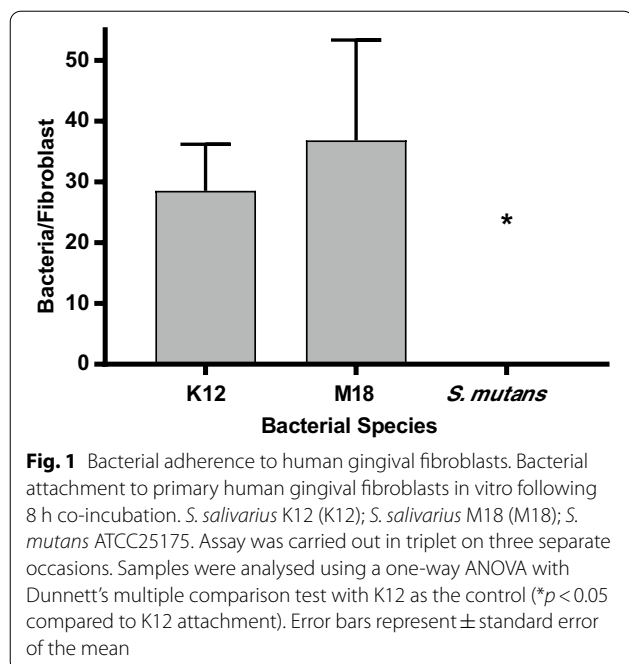 50
40
30
20
10
0
Bacteria/Fibroblast
*
K12 M18 S. mutans
Bacterial Species
Fig. 1 Bacterial adherence to human gingival fibroblasts. Bacterial
attachment to primary human gingival fibroblasts in vitro following
8 h co-incubation. S. salivarius K12 (K12); S. salivarius M18 (M18); S.
mutans ATCC25175. Assay was carried out in triplet on three separate
occasions. Samples were analysed using a one-way ANOVA with
Dunnett’s multiple comparison test with K12 as the control (*p < 0.05
compared to K12 attachment). Error bars represent ± standard error
of the mean